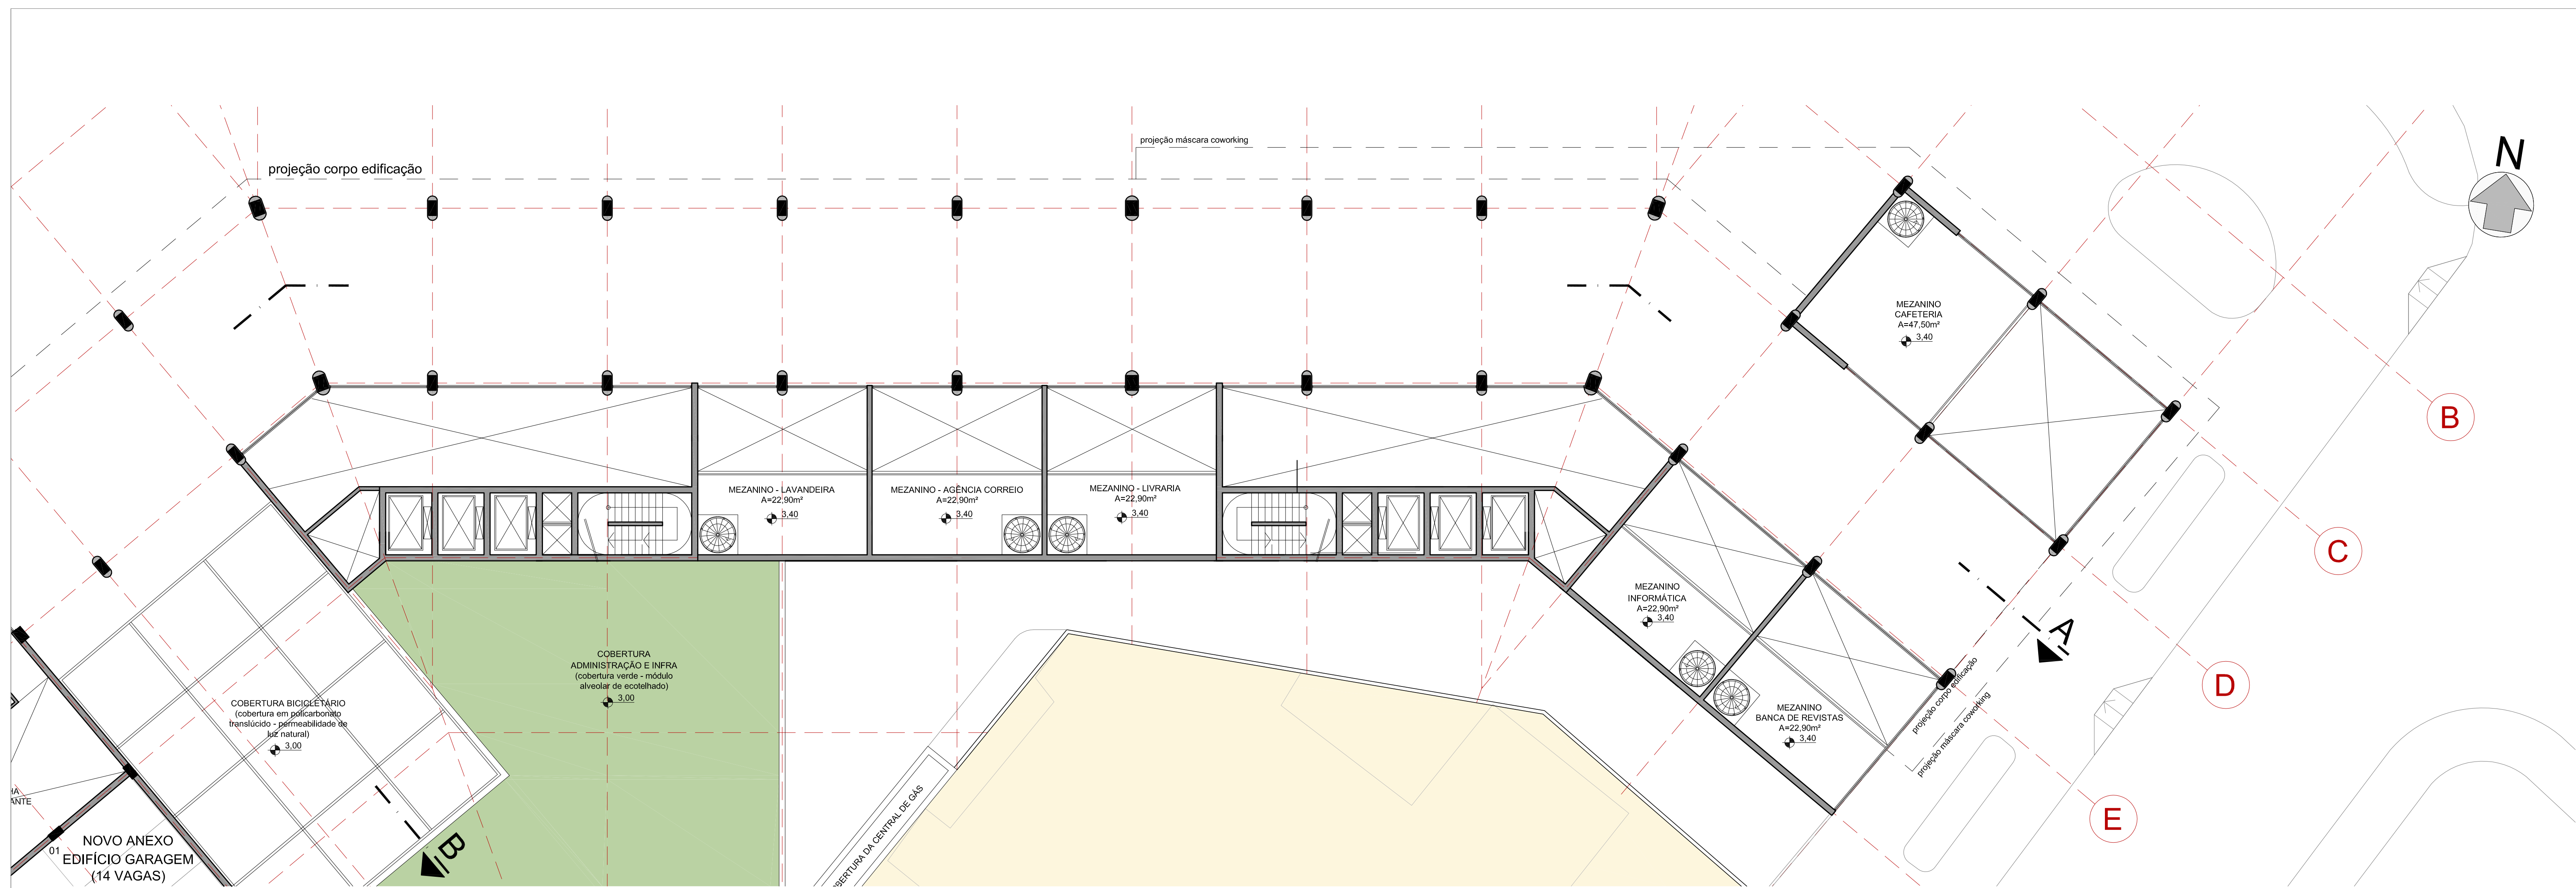 projeção máscara coworking
projeção corpo edificação
N
MEZANINO
CAFETERIA
A=47,50m²
3,40
B
C
D
E
MEZANINO - LAVANDEIRA
A=22,90m²
3,40
MEZANINO - AGÊNCIA CORREIO
A=22,90m²
3,40
MEZANINO - LIVRARIA
A=22,90m²
3,40
MEZANINO
INFORMÁTICA
A=22,90m²
3,40
MEZANINO
BANCA DE REVISTAS
A=22,90m²
3,40
A
projeção corpo edificação
projeção máscara coworking
COBERTURA
ADMINISTRAÇÃO E INFRA
(cobertura verde - módulo
alveolar de ecotelhado)
3,00
COBERTURA BICICLETÁRIO
(cobertura em policarbonato
translúcido - permeabilidade de
luz natural)
3,00
BERTURA DA CENTRAL DE GÁS
B
HA
ANTE
01
NOVO ANEXO
EDIFÍCIO GARAGEM
(14 VAGAS)